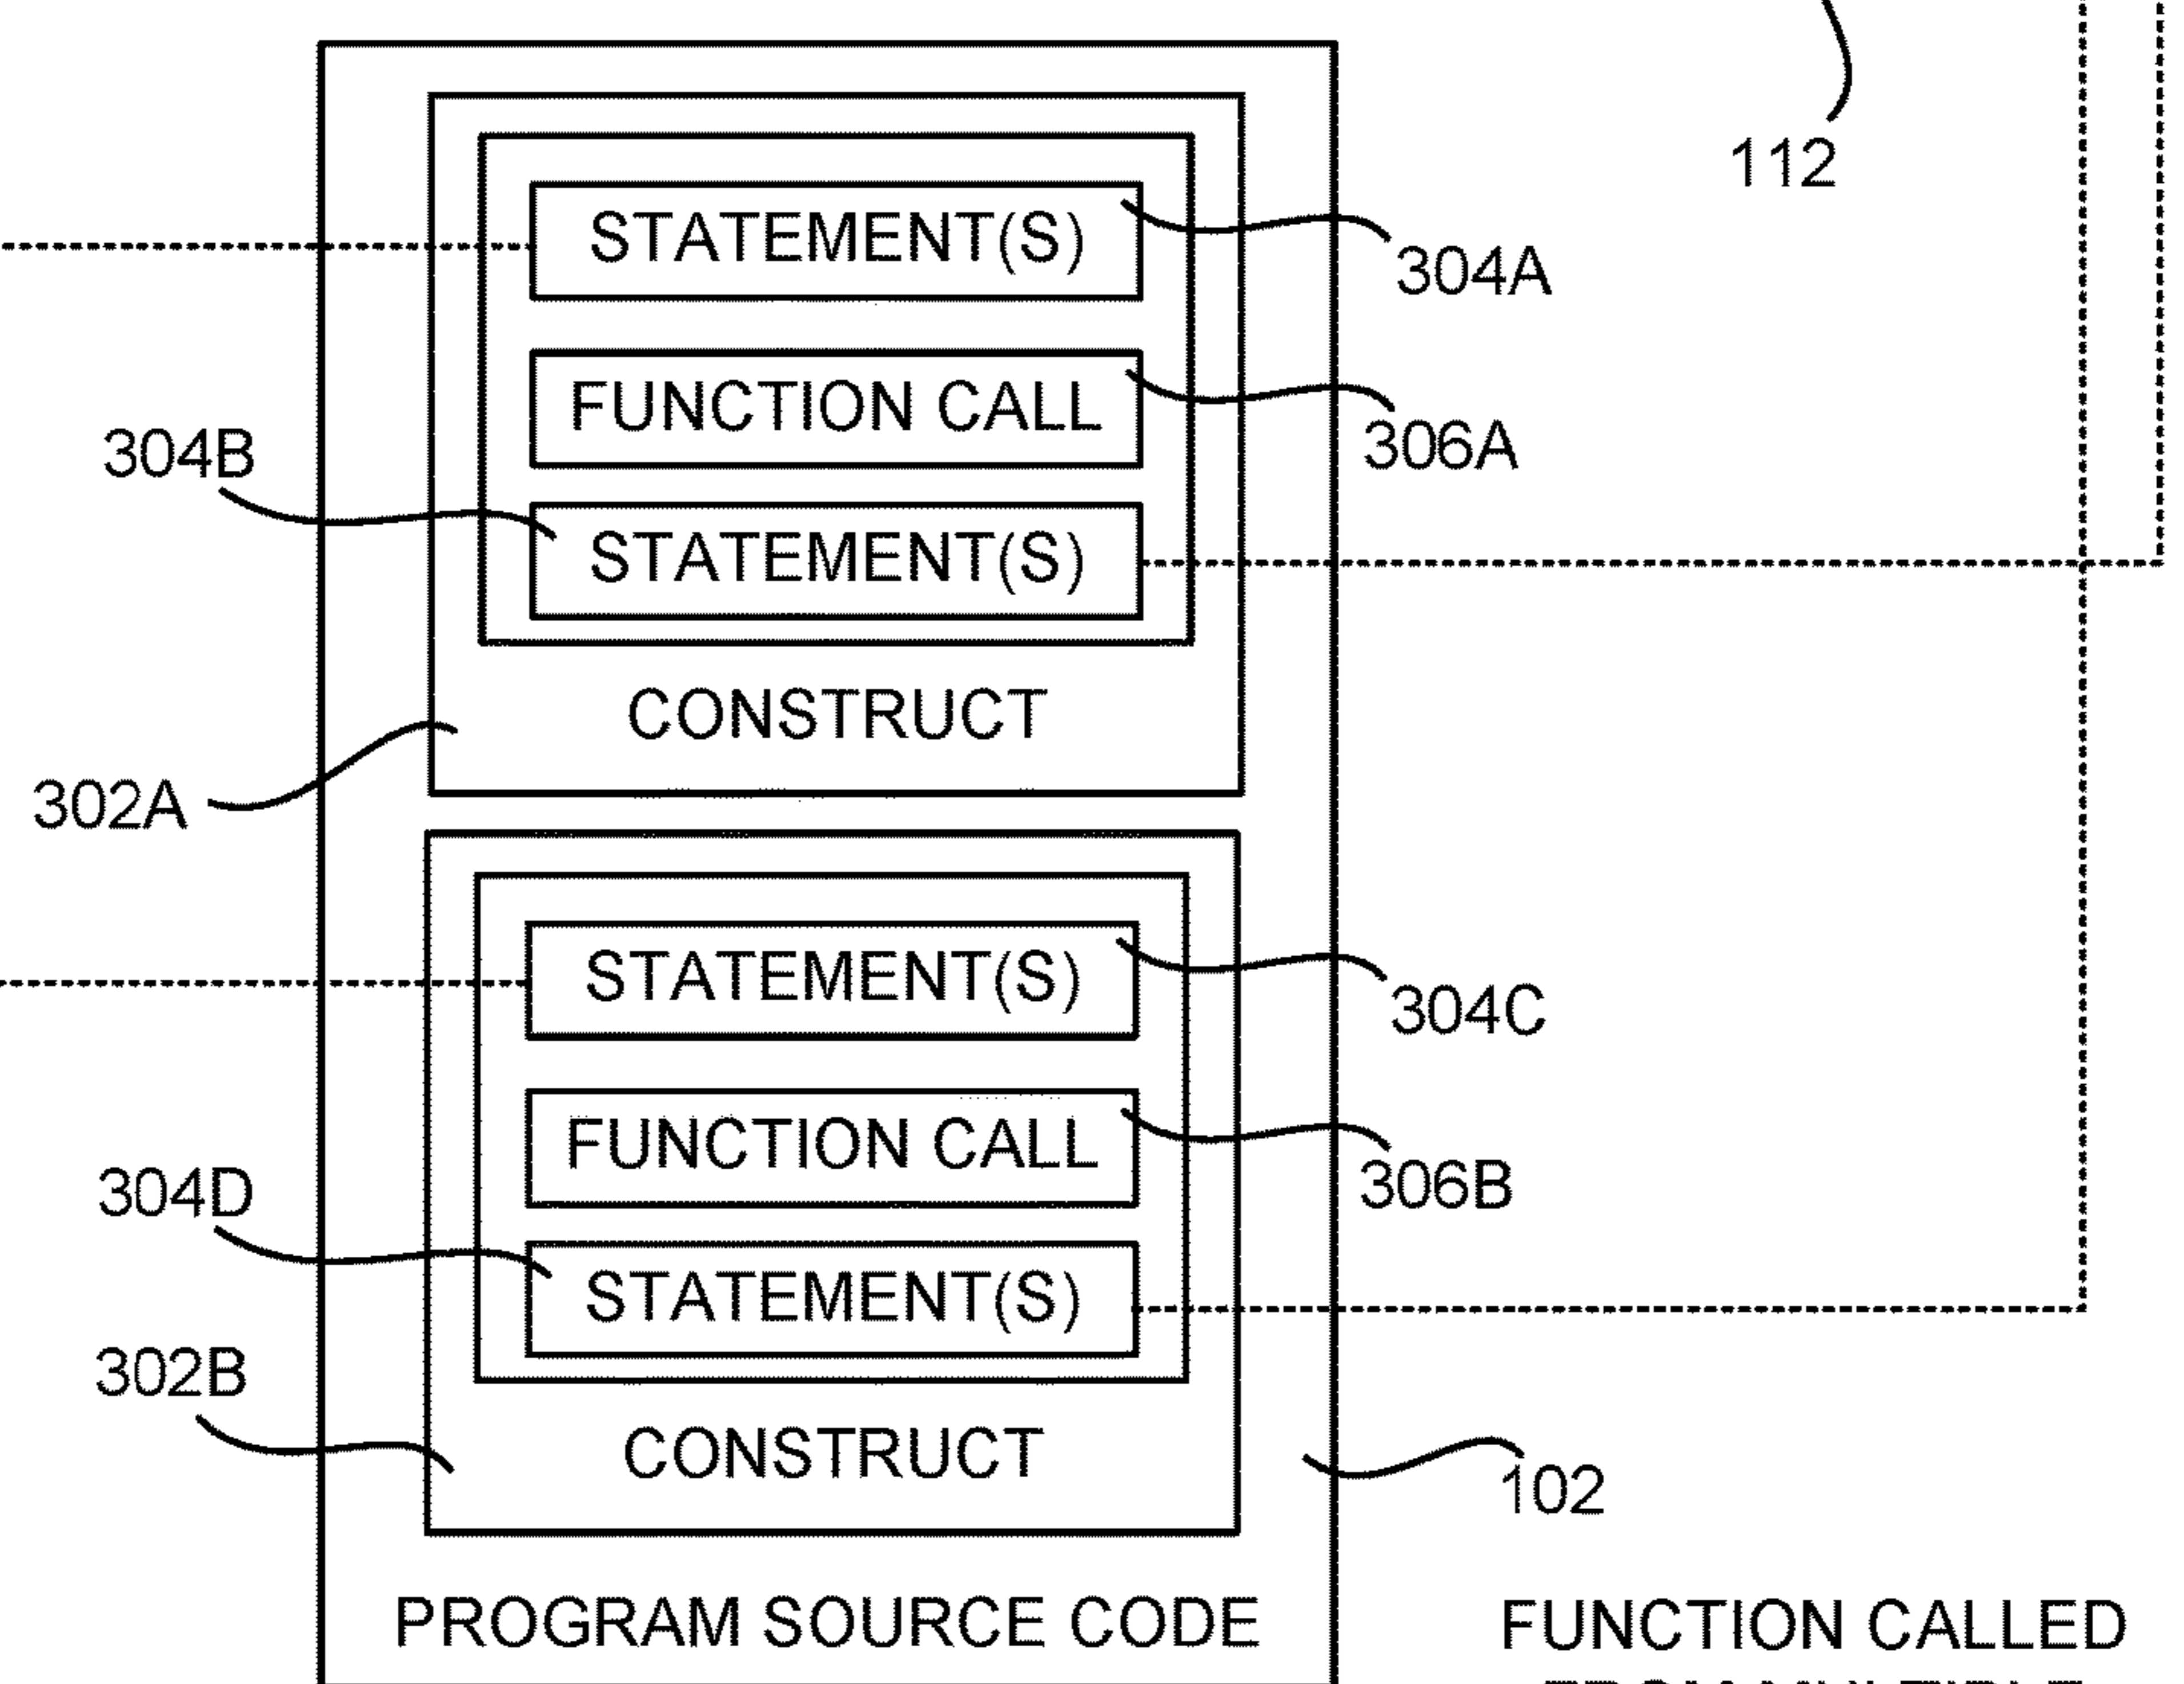 112
STATEMENT(S)
304A
FUNCTION CALL
306A
304B
STATEMENT(S)
CONSTRUCT
302A
STATEMENT(S)
304C
FUNCTION CALL
306B
304D
STATEMENT(S)
302B
CONSTRUCT
102
PROGRAM SOURCE CODE
FUNCTION CALLED